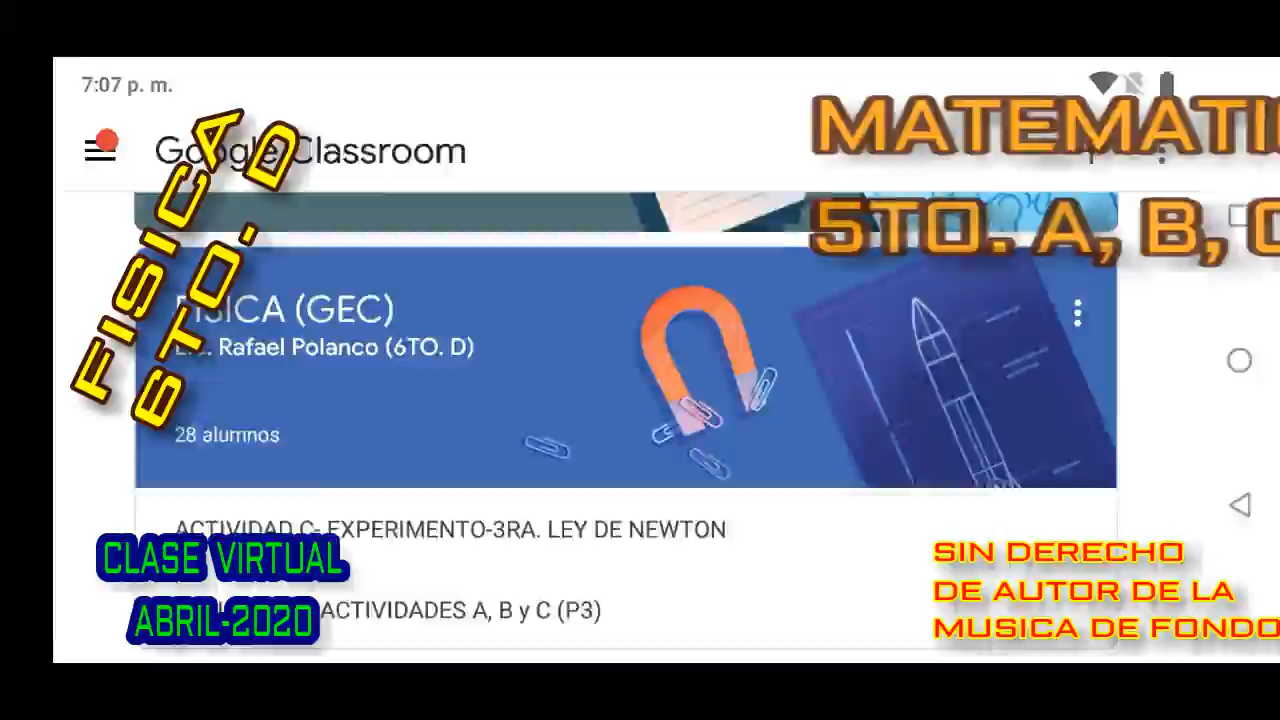 7:07 p. m.
Google Classroom
MATEMATI
5TO. A, B,
FISICA
6TO. D
FISICA (GEC)
Rafael Polanco (6TO. D)
28 alumnos
ACTIVIDAD C- EXPERIMENTO-3RA. LEY DE NEWTON
ACTIVIDADES A, B y C (P3)
CLASE VIRTUAL
ABRIL-2020
SIN DERECHO
DE AUTOR DE LA
MUSICA DE FONDO